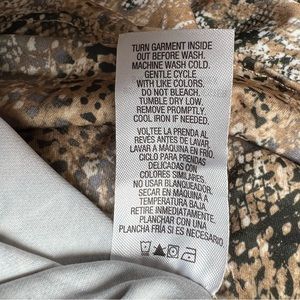 TURN GARMENT INSIDE
OUT BEFORE WASH.
MACHINE WASH COLD.
GENTLE CYCLE
WITH LIKE COLORS.
DO NOT BLEACH.
TUMBLE DRY LOW.
REMOVE PROMPTLY.
COOL IRON IF NEEDED.
VOLTEE LA PRENDA AL
REVÉS ANTES DE LAVAR
LAVAR A MAQUINA EN FRÍO.
CICLO PARA PRENDAS
DELICADAS CON
COLORES SIMILARES.
NO USAR BLANQUEADOR.
SECAR EN MAQUINA A
TEMPERATURA BAJA.
RETIRE INMEDIATAMENTE.
PLANCHAR CON UNA
PLANCHA FRÍA SI ES NECESARIO